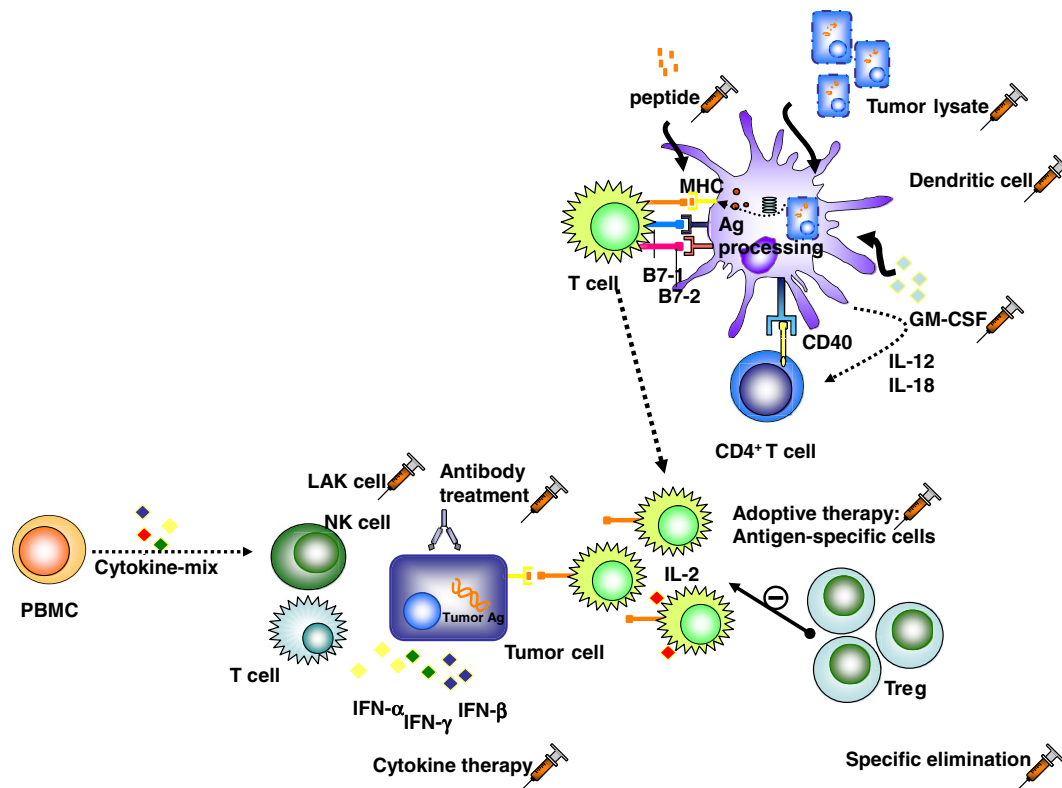 peptide
Tumor lysate
MHC
Dendritic cell
Ag
processing
T cell
B7-1
B7-2
GM-CSF
CD40
IL-12
IL-18
CD4+ T cell
LAK cell
Antibody
treatment
NK cell
Adoptive therapy:
Antigen-specific cells
Cytokine-mix
PBMC
IL-2
Tumor Ag
Tumor cell
T cell
Treg
IFN-α
IFN-γ
IFN-β
Cytokine therapy
Specific elimination